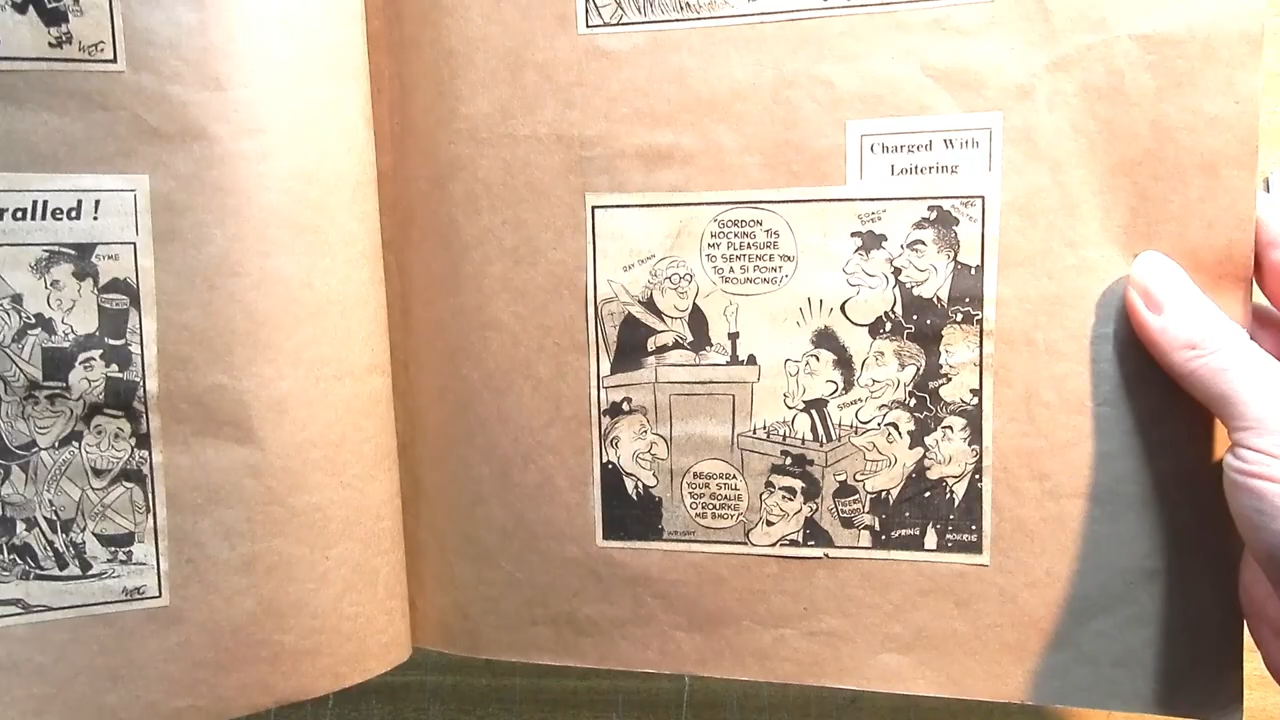 WEG
ralled !
SYME
BREWIN
McDONALD
WEG
Charged With
Loitering
COACH
DYER
WEG
RAY DUNN
"GORDON
HOCKING 'TIS
MY PLEASURE
TO SENTENCE YOU
TO A 51 POINT
TROUNCING!"
STOKES
ROWE
"BEGORRA,
YOUR STILL
TOP GOALIE
O'ROURKE
ME BHOY!"
TIGERS
BLOOD
WRIGHT
SPRING
MORRIS